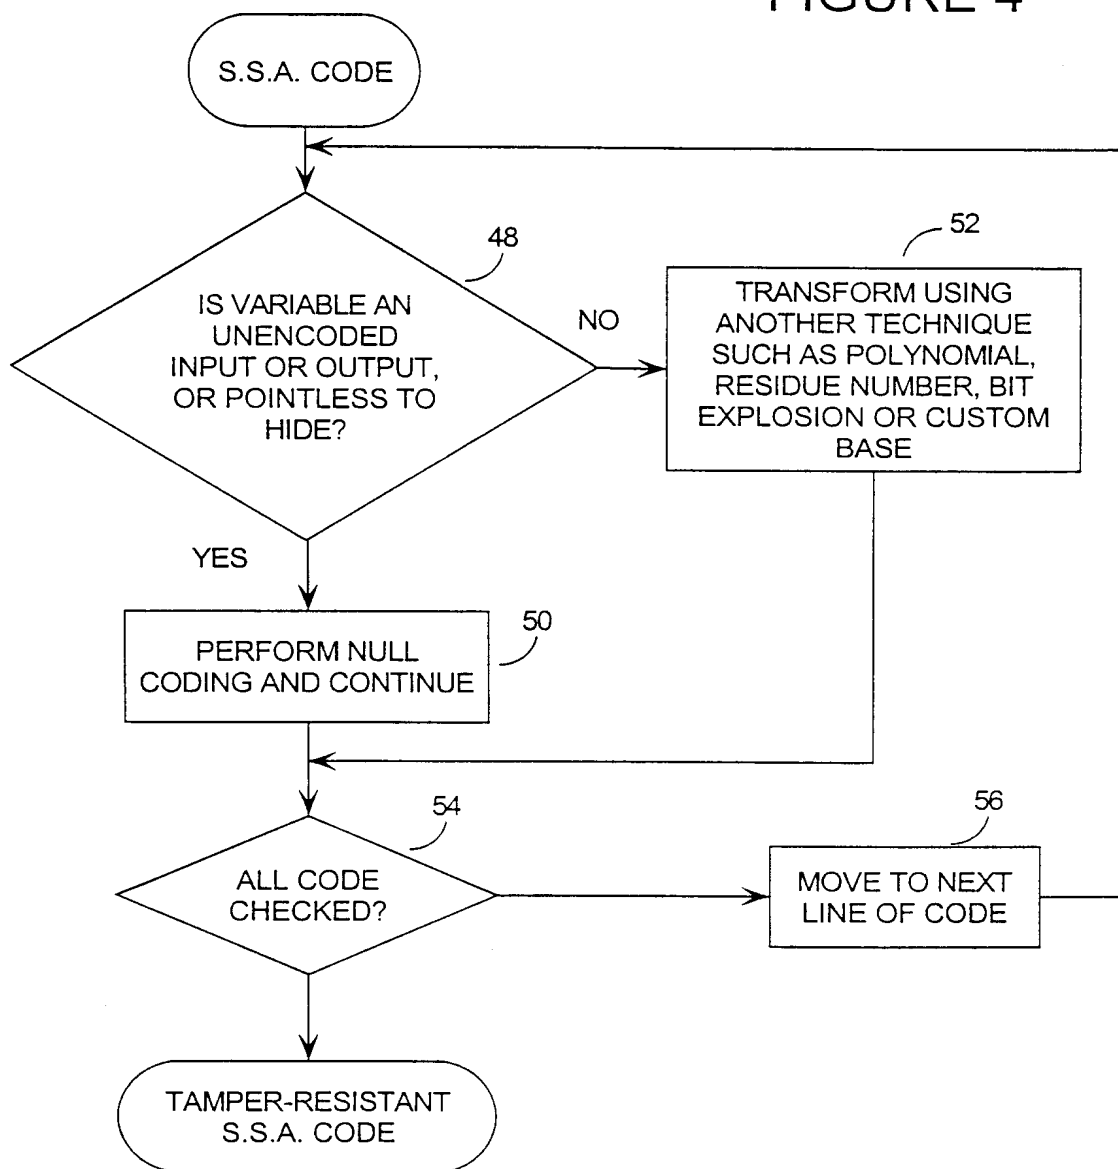 FIGURE 4
S.S.A. CODE
48
IS VARIABLE AN
UNENCODED
INPUT OR OUTPUT,
OR POINTLESS TO
HIDE?
NO
52
TRANSFORM USING
ANOTHER TECHNIQUE
SUCH AS POLYNOMIAL,
RESIDUE NUMBER, BIT
EXPLOSION OR CUSTOM
BASE
YES
50
PERFORM NULL
CODING AND CONTINUE
54
ALL CODE
CHECKED?
56
MOVE TO NEXT
LINE OF CODE
TAMPER-RESISTANT
S.S.A. CODE